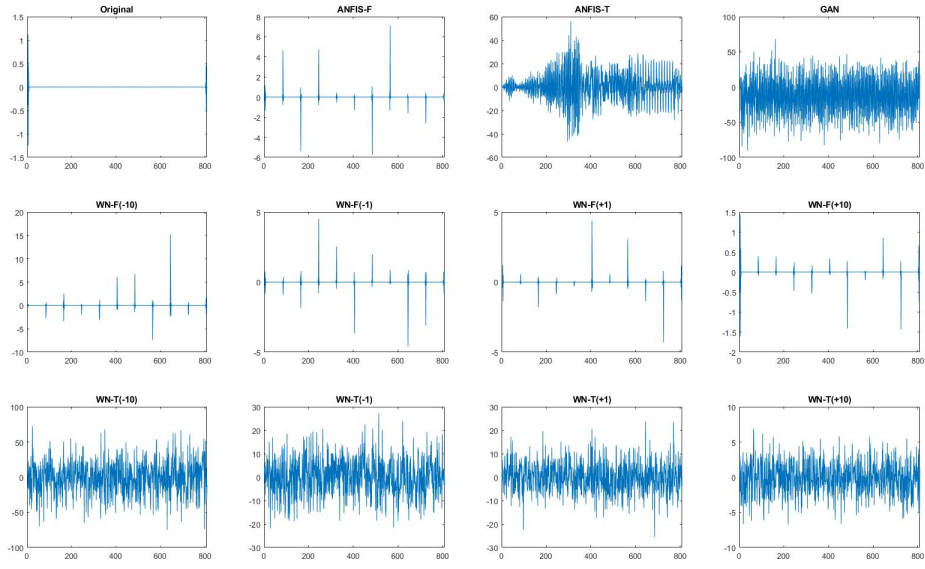 Original ANFIS-F ANFIS-T GAN
1.5 8 60 100
1 6 40 50
0.5 4 20 0
0 2 0 -50
-0.5 0 -20 -100
-1 -2 -40
-1.5 -4 -60
-6
0 200 400 600 800 0 200 400 600 800 0 200 400 600 800 0 200 400 600 800
WN-F(-10) WN-F(-1) WN-F(+1) WN-F(+10)
20 5 5 1.5
15 0 0 1
10 -5 -5 0.5
5 0
0 -0.5
-5 -1
-10 -1.5
-2
0 200 400 600 800 0 200 400 600 800 0 200 400 600 800 0 200 400 600 800
WN-T(-10) WN-T(-1) WN-T(+1) WN-T(+10)
100 30 30 10
50 20 20 5
0 10 10 0
-50 0 0 -5
-100 -10 -10 -10
-20 -20
-30 -30
0 200 400 600 800 0 200 400 600 800 0 200 400 600 800 0 200 400 600 800